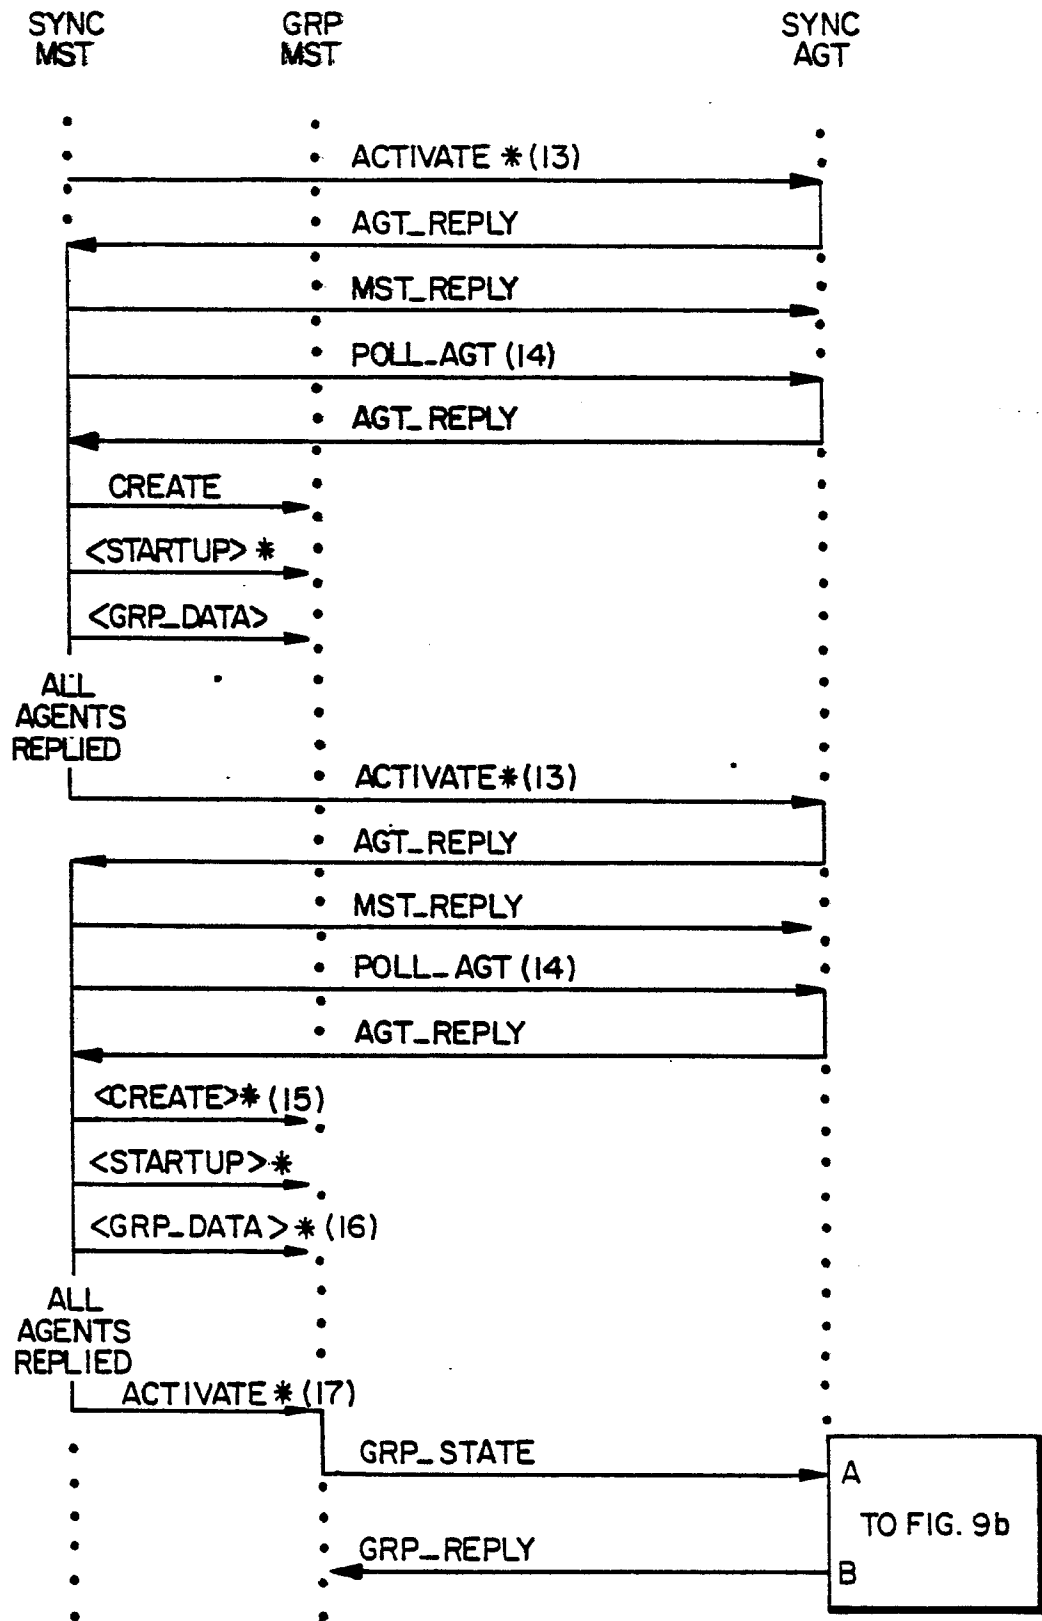 SYNC
MST
GRP
MST
SYNC
AGT
ACTIVATE * (13)
AGT_REPLY
MST_REPLY
POLL_AGT (14)
AGT_REPLY
CREATE
<STARTUP> *
<GRP_DATA>
ALL
AGENTS
REPLIED
ACTIVATE * (13)
AGT_REPLY
MST_REPLY
POLL_AGT (14)
AGT_REPLY
<CREATE>* (15)
<STARTUP>*
<GRP_DATA>* (16)
ALL
AGENTS
REPLIED
ACTIVATE * (17)
GRP_STATE
A
TO FIG. 9b
GRP_REPLY
B